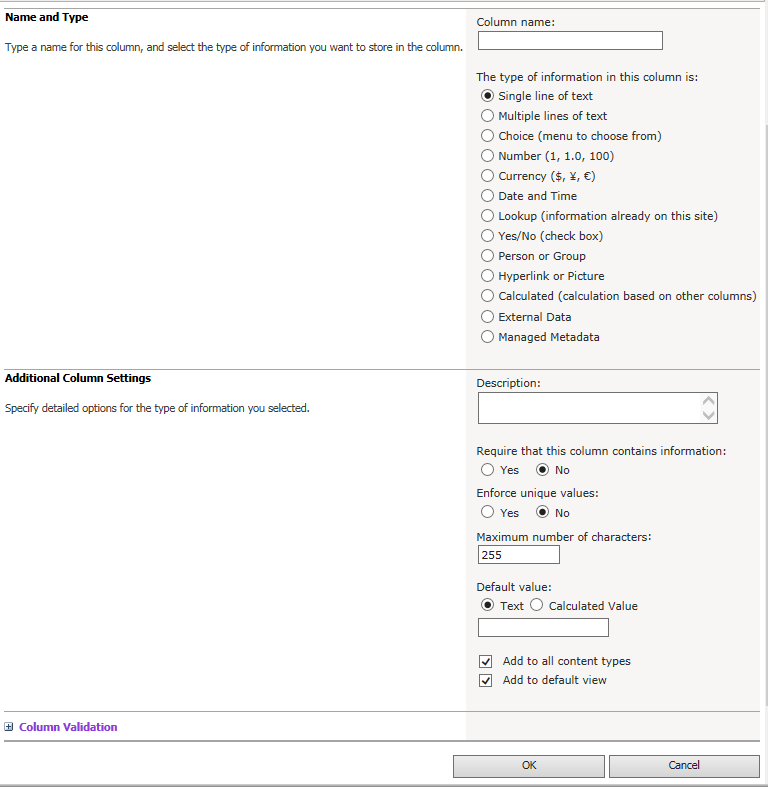 Name and Type
Type a name for this column, and select the type of information you want to store in the column.
Column name:
The type of information in this column is:
Single line of text
Multiple lines of text
Choice (menu to choose from)
Number (1, 1.0, 100)
Currency ($, ¥, €)
Date and Time
Lookup (information already on this site)
Yes/No (check box)
Person or Group
Hyperlink or Picture
Calculated (calculation based on other columns)
External Data
Managed Metadata
Additional Column Settings
Specify detailed options for the type of information you selected.
Description:
Require that this column contains information:
Yes No
Enforce unique values:
Yes No
Maximum number of characters:
255
Default value:
Text Calculated Value
Add to all content types
Add to default view
Column Validation
OK Cancel